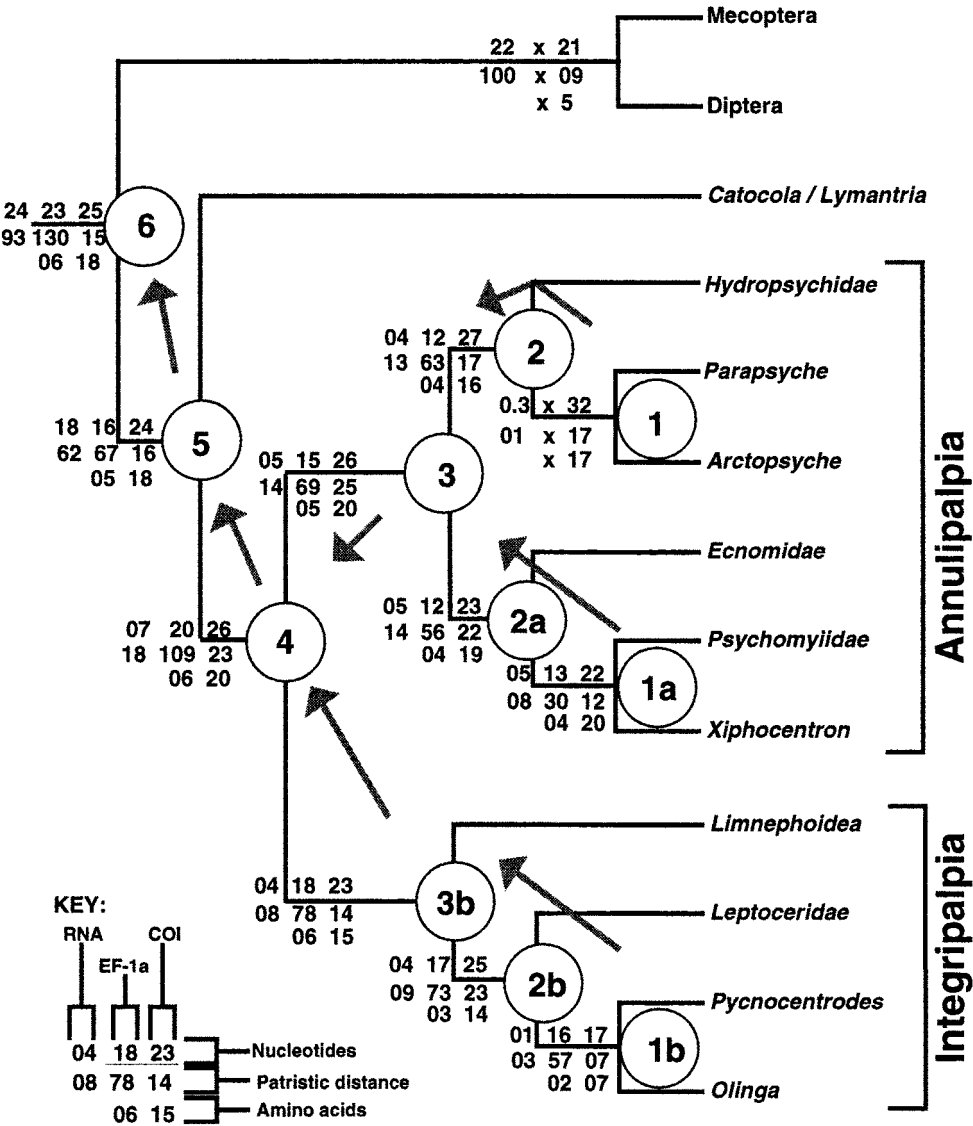 Mecoptera
22 x 21
100 x 09
x 5
Diptera
Catocola / Lymantria
24 23 25
93 130 15
06 18
6
Hydropsychidae
04 12 27
13 63 17
04 16
2
Parapsyche
0.3 x 32
01 x 17
x 17
1
Arctopsyche
18 16 24
62 67 16
05 18
5
05 15 26
14 69 25
05 20
3
Ecnomidae
05 12 23
14 56 22
04 19
2a
Psychomyiidae
05 13 22
08 30 12
04 20
1a
Xiphocentron
07 20 26
18 109 23
06 20
4
Annulipalpia
Limnephoidea
04 18 23
08 78 14
06 15
3b
Leptoceridae
04 17 25
09 73 23
03 14
2b
Pycnocentrodes
01 16 17
03 57 07
02 07
1b
Olinga
Integripalpia
KEY:
RNA COI
EF-1a
04 18 23 Nucleotides
08 78 14 Patristic distance
06 15 Amino acids